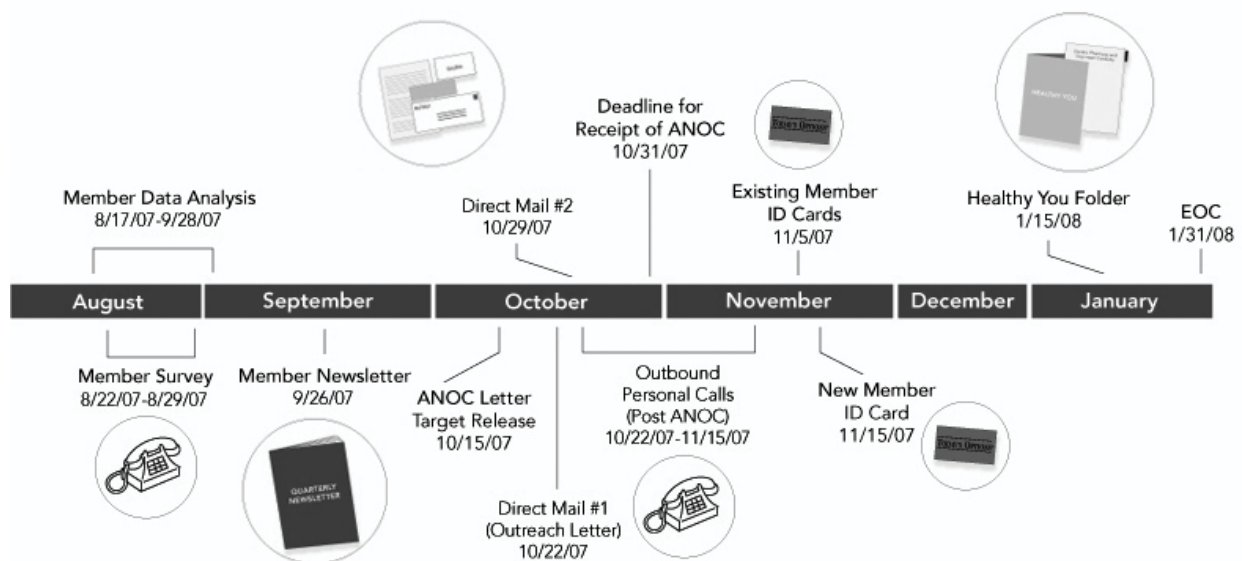 Deadline for
Receipt of ANOC
10/31/07
HEALTHY YOU
Member Data Analysis
8/17/07-9/28/07
Direct Mail #2
10/29/07
Existing Member
ID Cards
11/5/07
Healthy You Folder
1/15/08
EOC
1/31/08
August
September
October
November
December
January
Member Survey
8/22/07-8/29/07
Member Newsletter
9/26/07
ANOC Letter
Target Release
10/15/07
Outbound
Personal Calls
(Post ANOC)
10/22/07-11/15/07
New Member
ID Card
11/15/07
QUARTERLY
NEWSLETTER
Direct Mail #1
(Outreach Letter)
10/22/07